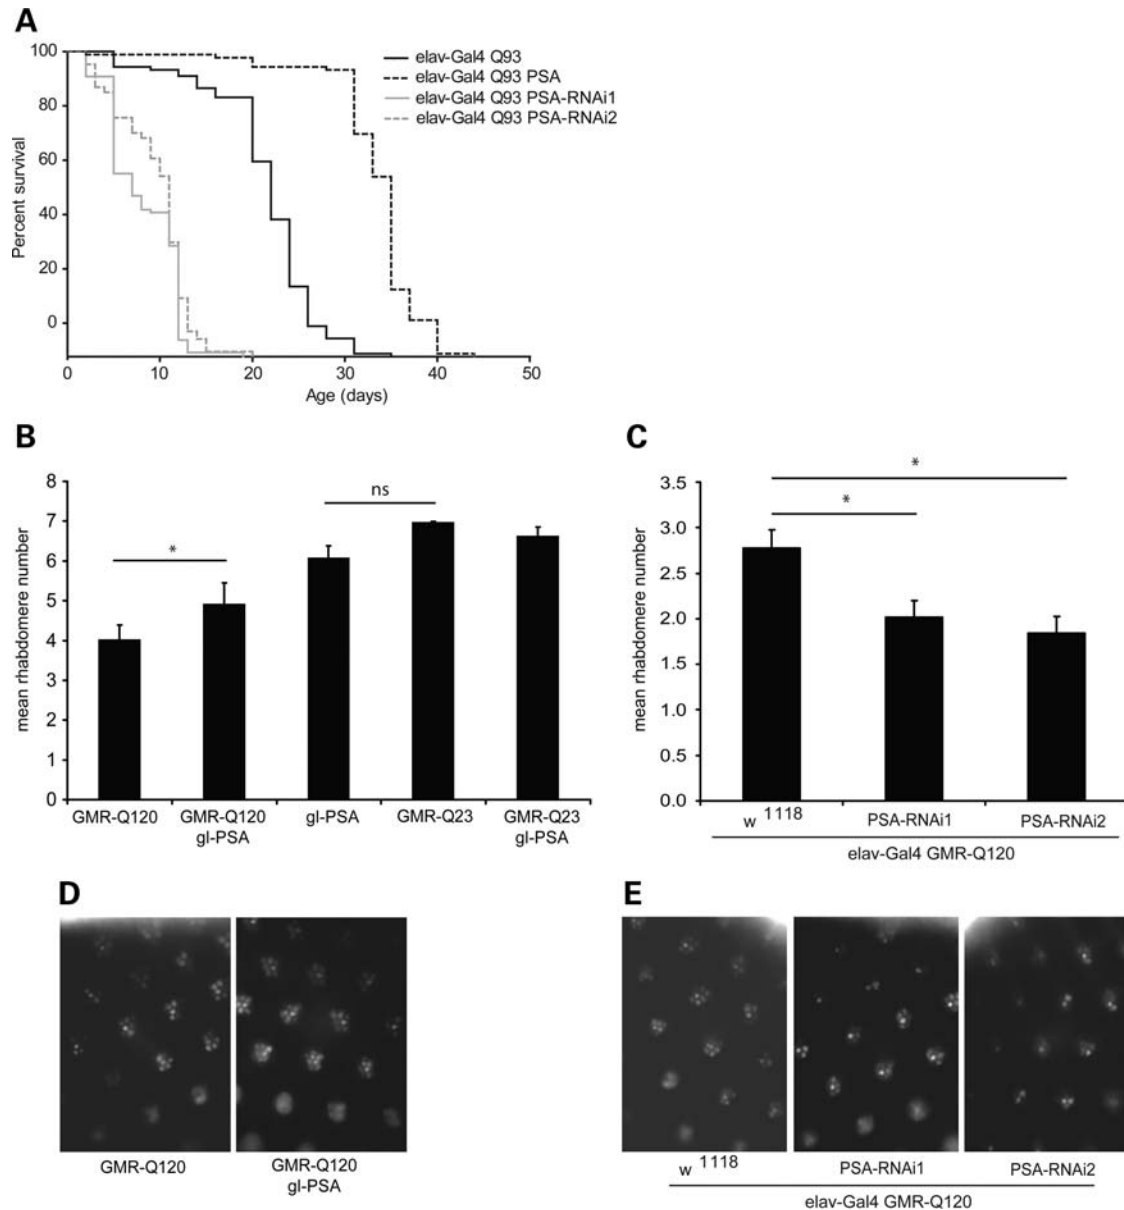 A
100
80
60
40
20
0
Percent survival
0 10 20 30 40 50
Age (days)
elav-Gal4 Q93
elav-Gal4 Q93 PSA
elav-Gal4 Q93 PSA-RNAi1
elav-Gal4 Q93 PSA-RNAi2
B
8
7
6
5
4
3
2
1
0
mean rhabdomere number
*
ns
GMR-Q120
GMR-Q120
gl-PSA
gl-PSA
GMR-Q23
GMR-Q23
gl-PSA
C
3.5
3.0
2.5
2.0
1.5
1.0
0.5
0.0
mean rhabdomere number
*
*
w 1118
PSA-RNAi1
PSA-RNAi2
elav-Gal4 GMR-Q120
D
GMR-Q120
GMR-Q120
gl-PSA
E
w 1118
PSA-RNAi1
PSA-RNAi2
elav-Gal4 GMR-Q120